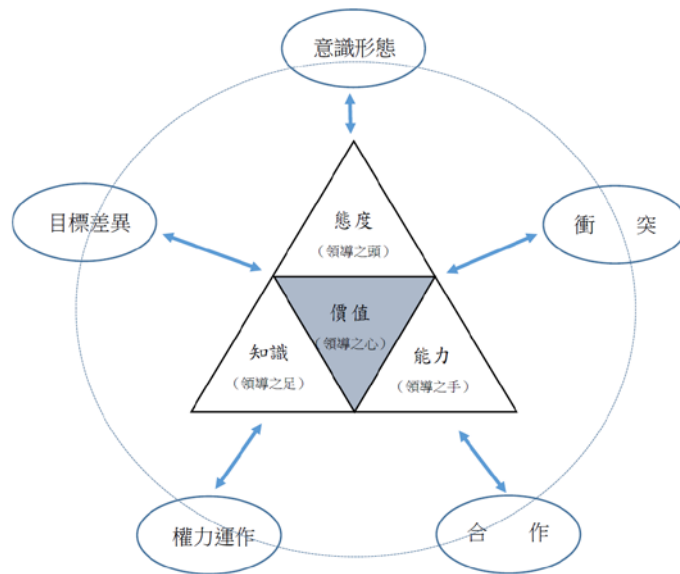 意識形態
目標差異
衝 突
態度
（領導之頭）
價值
（領導之心）
知識
（領導之足）
能力
（領導之手）
權力運作
合 作